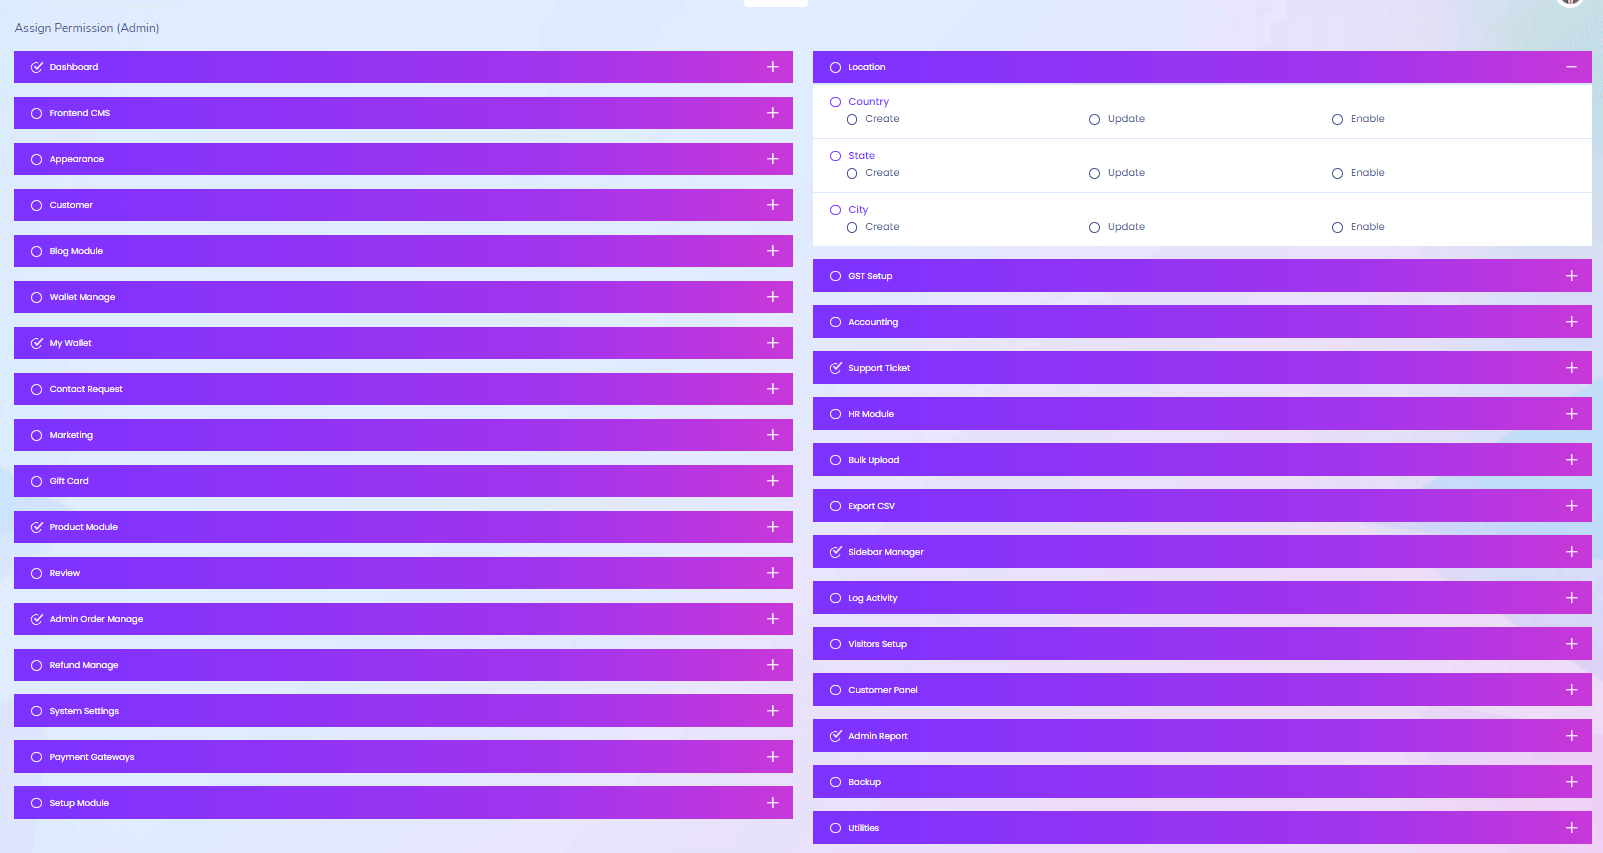 Assign Permission (Admin)
Dashboard
Frontend CMS
Appearance
Customer
Blog Module
Wallet Manage
My Wallet
Contact Request
Marketing
Gift Card
Product Module
Review
Admin Order Manage
Refund Manage
System Settings
Payment Gateways
Setup Module
Location
Country
Create Update Enable
State
Create Update Enable
City
Create Update Enable
GST Setup
Accounting
Support Ticket
HR Module
Bulk Upload
Export CSV
Sidebar Manager
Log Activity
Visitors Setup
Customer Panel
Admin Report
Backup
Utilities